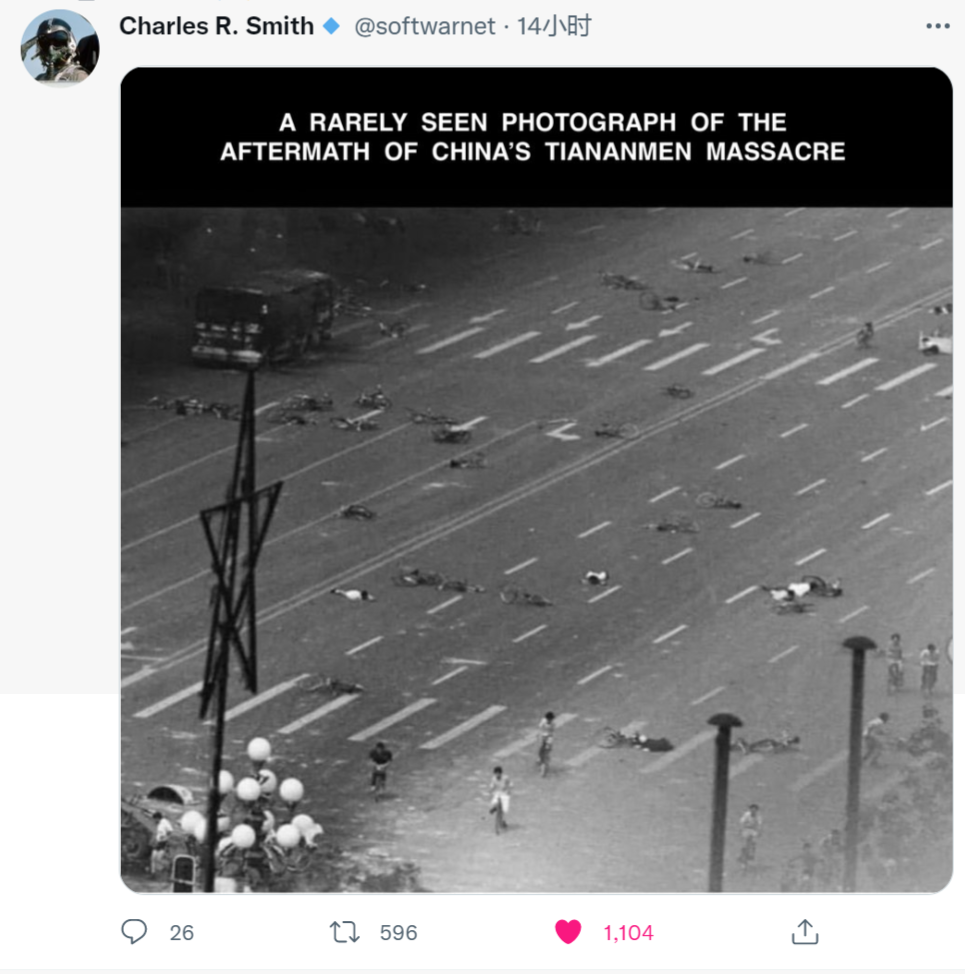 Charles R. Smith @softwarnet · 14小时
A RARELY SEEN PHOTOGRAPH OF THE
AFTERMATH OF CHINA'S TIANANMEN MASSACRE
26 596 1,104